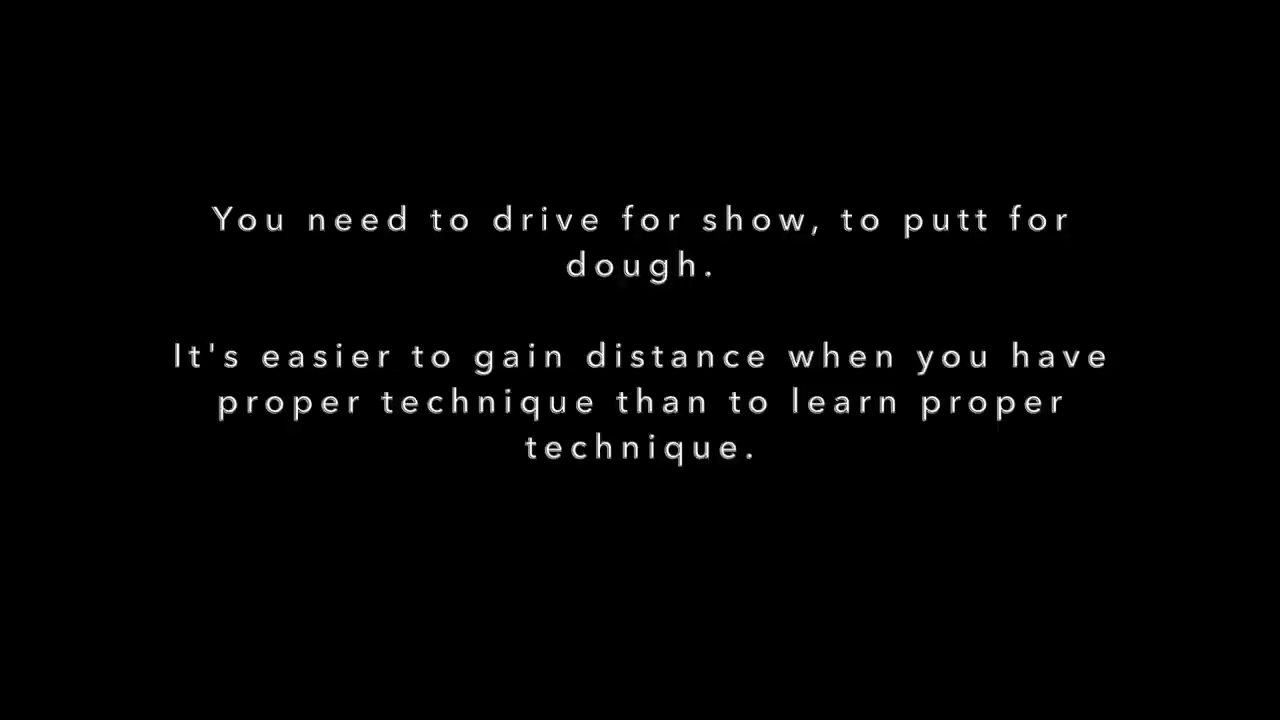 You need to drive for show, to putt for
dough.
It's easier to gain distance when you have
proper technique than to learn proper
technique.